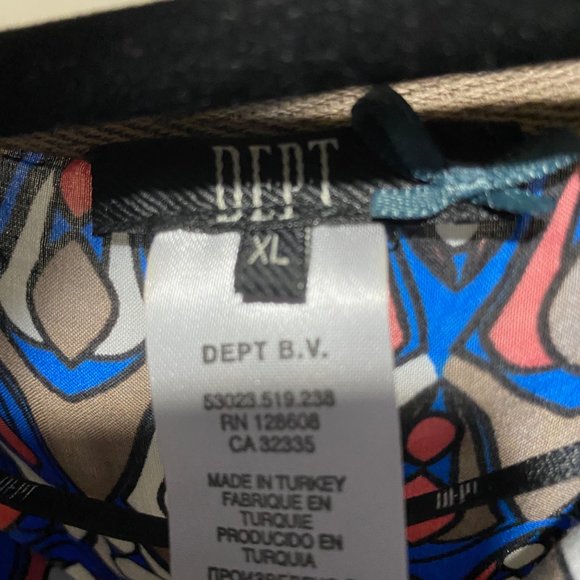 DEPT
XL
DEPT B.V.
53023.519.238
RN 128608
CA 32335
MADE IN TURKEY
FABRIQUE EN
TURQUIE
PRODUCIDO EN
TURQUIA